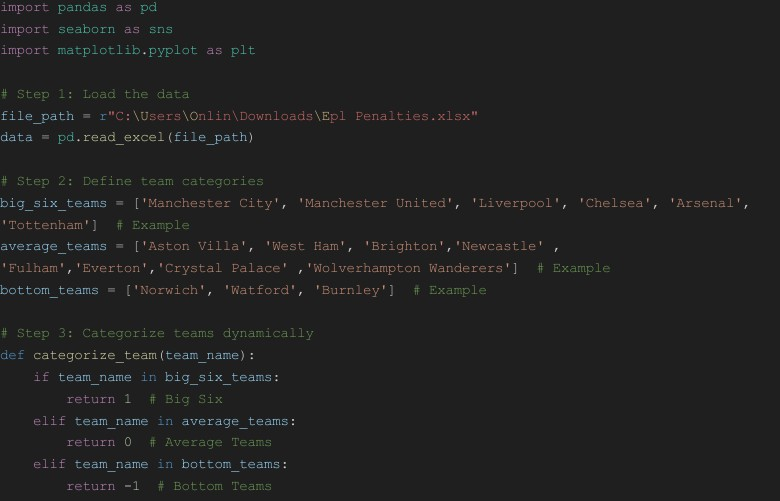 import pandas as pd
import seaborn as sns
import matplotlib.pyplot as plt
# Step 1: Load the data
file_path = r"C:\Users\Onlin\Downloads\Epl Penalties.xlsx"
data = pd.read_excel(file_path)
# Step 2: Define team categories
big_six_teams = ['Manchester City', 'Manchester United', 'Liverpool', 'Chelsea', 'Arsenal',
'Tottenham']  # Example
average_teams = ['Aston Villa', 'West Ham', 'Brighton','Newcastle' ,
'Fulham','Everton','Crystal Palace' ,'Wolverhampton Wanderers']  # Example
bottom_teams = ['Norwich', 'Watford', 'Burnley']  # Example
# Step 3: Categorize teams dynamically
def categorize_team(team_name):
    if team_name in big_six_teams:
        return 1  # Big Six
    elif team_name in average_teams:
        return 0  # Average Teams
    elif team_name in bottom_teams:
        return -1  # Bottom Teams